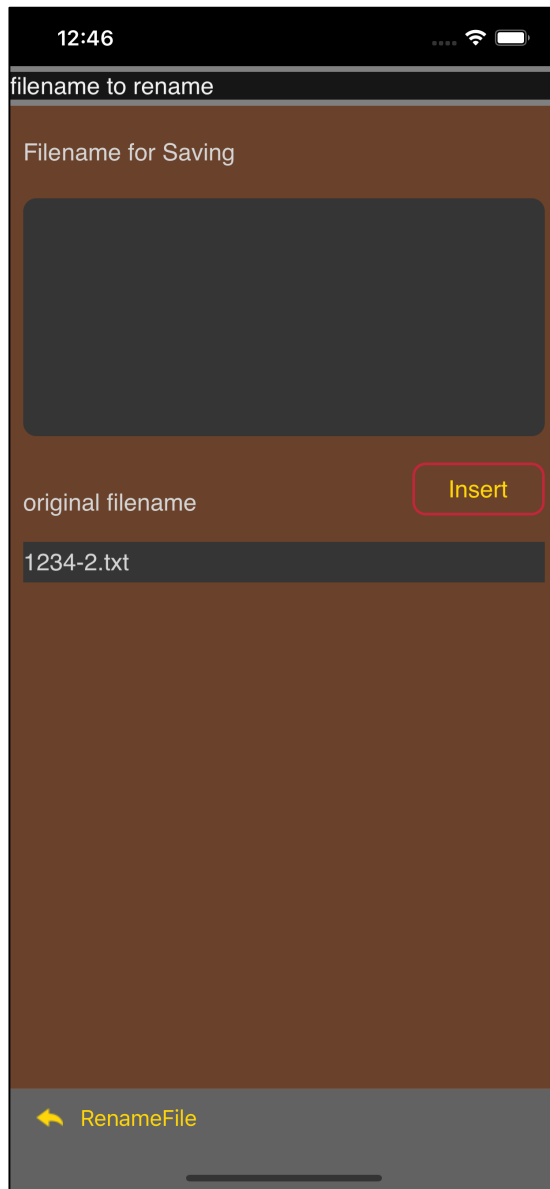 12:46
filename to rename
Filename for Saving
Insert
original filename
1234-2.txt
RenameFile